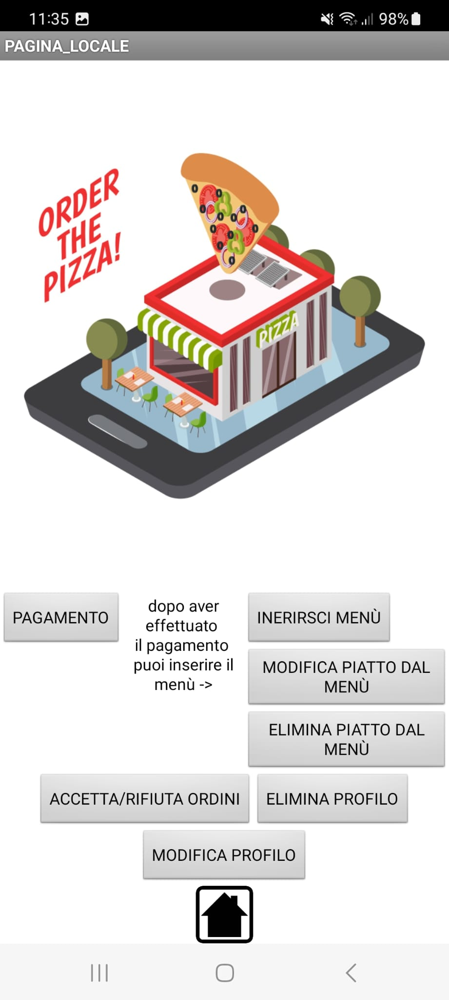 11:35
98%
PAGINA_LOCALE
ORDER
THE
PIZZA!
PIZZA
PAGAMENTO
dopo aver
effettuato
il pagamento
puoi inserire il
menù ->
INERIRSCI MENÙ
MODIFICA PIATTO DAL
MENÙ
ELIMINA PIATTO DAL
MENÙ
ACCETTA/RIFIUTA ORDINI
ELIMINA PROFILO
MODIFICA PROFILO